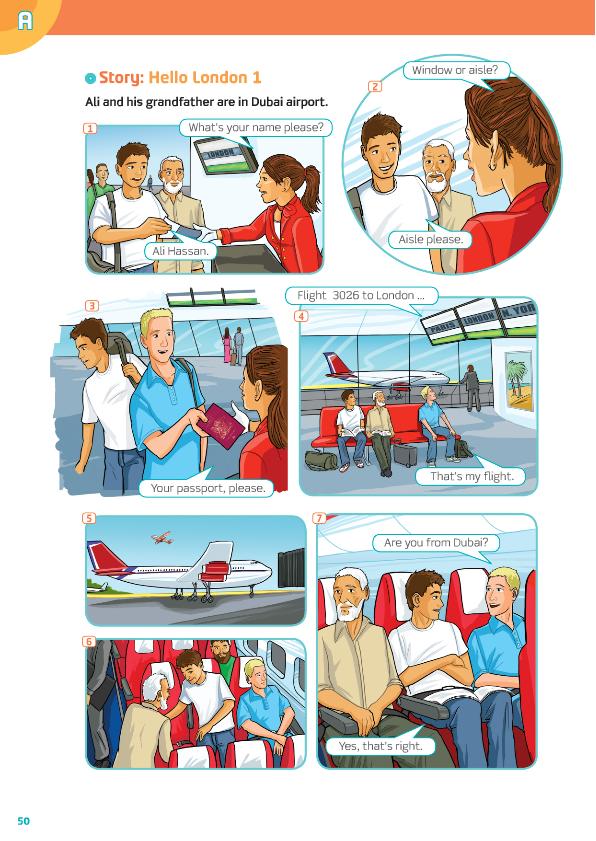 A
Story: Hello London 1
Ali and his grandfather are in Dubai airport.
1
What's your name please?
LONDON
Ali Hassan.
2
Window or aisle?
Aisle please.
3
Your passport, please.
4
Flight 3026 to London ...
PARIS LONDON N.YOR
That's my flight.
5
6
7
Are you from Dubai?
Yes, that's right.
50